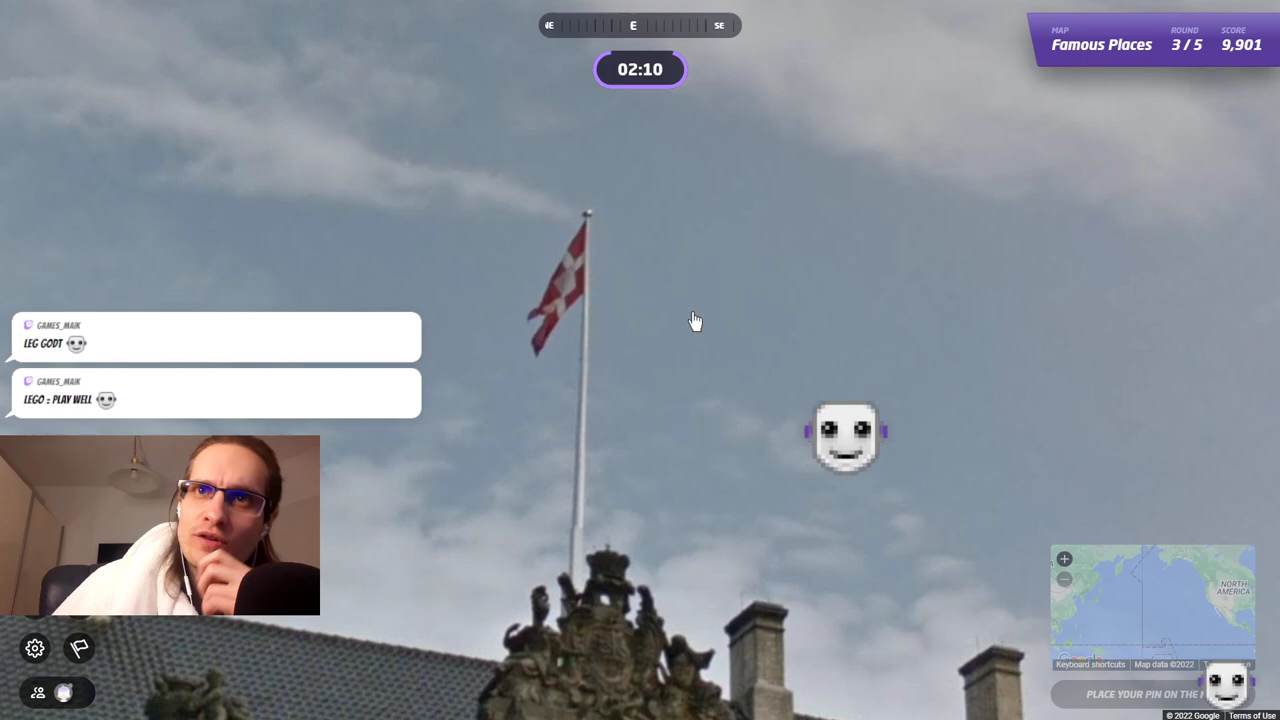 NE E SE
02:10
MAP
Famous Places
ROUND
3 / 5
SCORE
9,901
GAMES_MAIK
LEG GODT
GAMES_MAIK
LEGO = PLAY WELL
NORTH
AMERICA
Keyboard shortcuts
Map data ©2022
PLACE YOUR PIN ON THE
© 2022 Google
Terms of Use